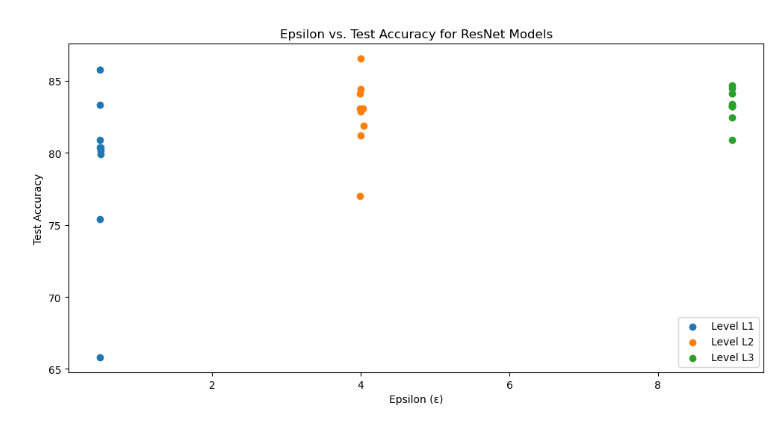 Epsilon vs. Test Accuracy for ResNet Models
85
80
75
70
65
Test Accuracy
2
4
6
8
Epsilon (ε)
Level L1
Level L2
Level L3